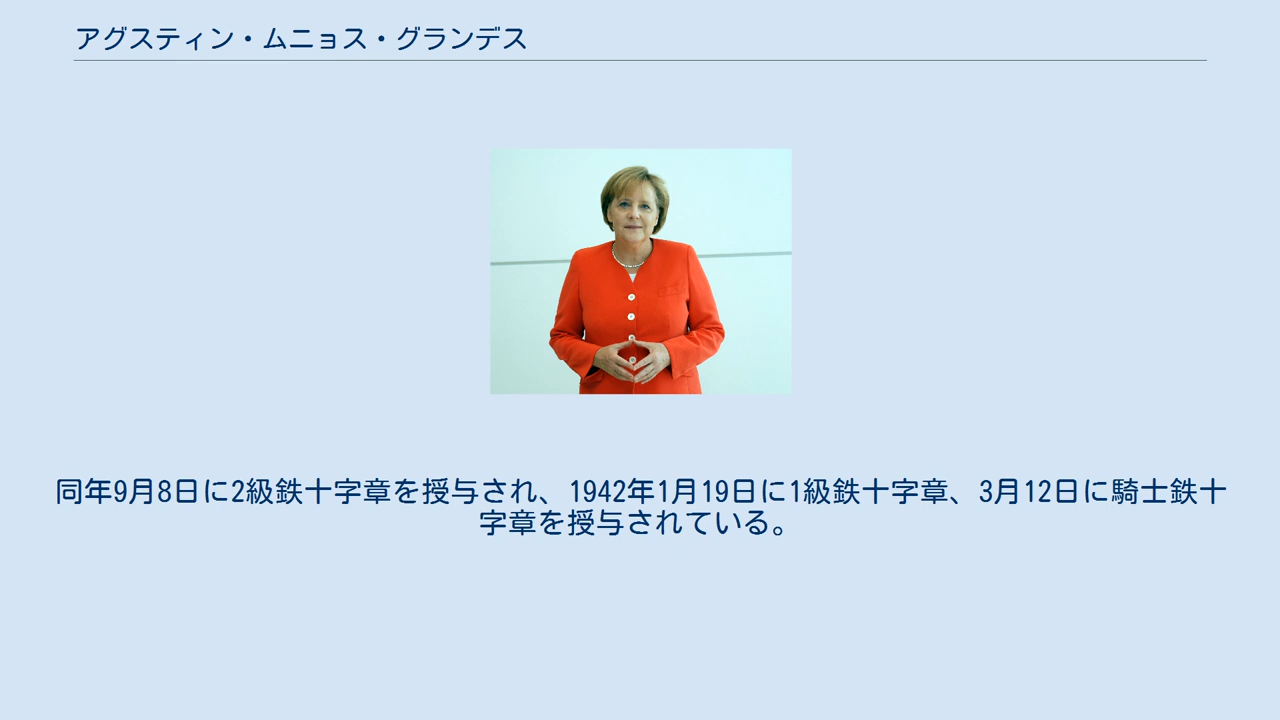 アグスティン・ムニョス・グランデス
同年9月8日に2級鉄十字章を授与され、1942年1月19日に1級鉄十字章、3月12日に騎士鉄十
字章を授与されている。